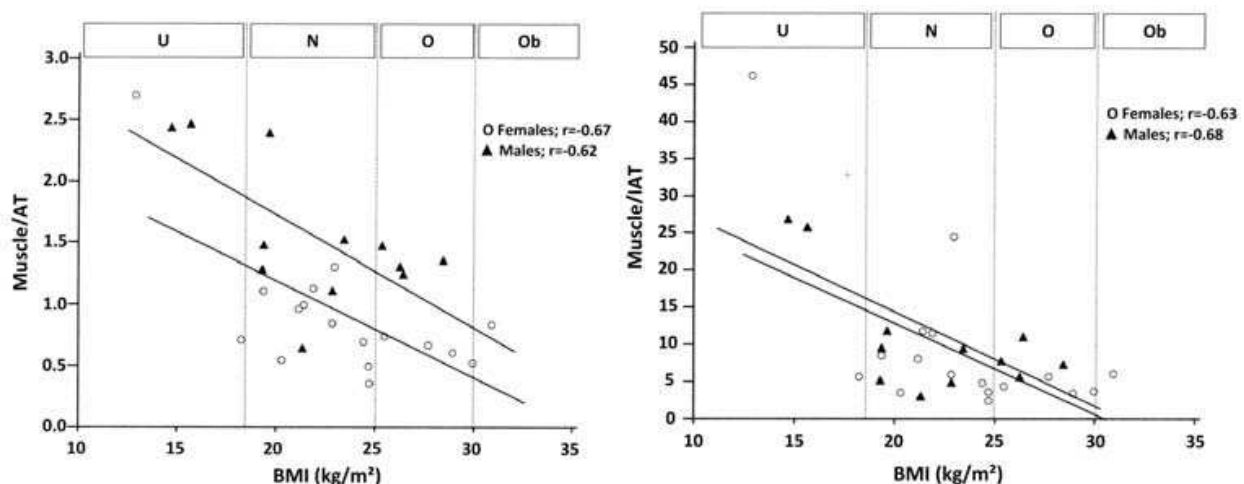 U N O Ob
3.0
2.5
2.0
1.5
1.0
0.5
0.0
10 15 20 25 30 35
Muscle/AT
BMI (kg/m²)
O Females; r=-0.67
▲ Males; r=-0.62
U N O Ob
50
45
40
35
30
25
20
15
10
5
0
10 15 20 25 30 35
Muscle/IAT
BMI (kg/m²)
O Females; r=-0.63
▲ Males; r=-0.68